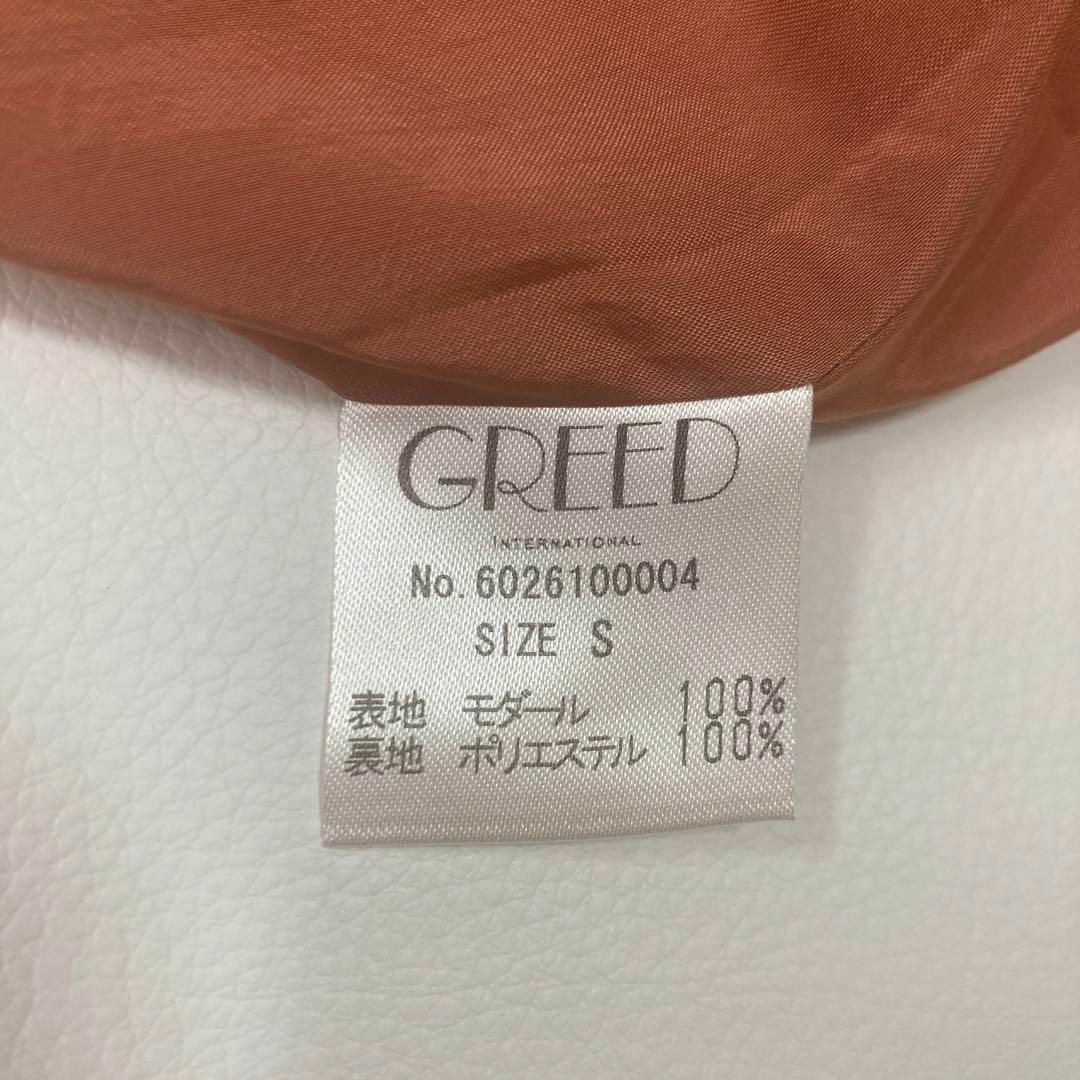 GREED
INTERNATIONAL
No. 6026100004
SIZE S
表地 モダール 100%
裏地 ポリエステル 100%